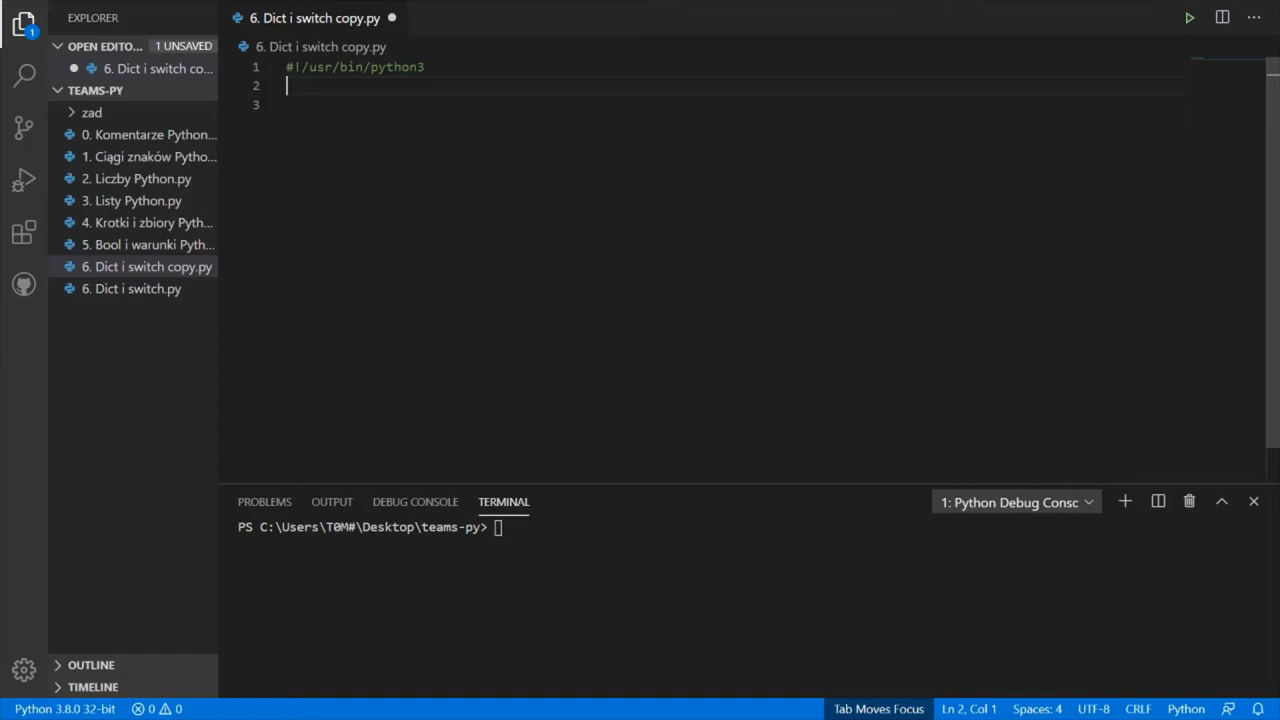 EXPLORER
OPEN EDITO... 1 UNSAVED
6. Dict i switch co...
TEAMS-PY
zad
0. Komentarze Python...
1. Ciągi znaków Pytho...
2. Liczby Python.py
3. Listy Python.py
4. Krotki i zbiory Pyth...
5. Bool i warunki Pyth...
6. Dict i switch copy.py
6. Dict i switch.py
OUTLINE
TIMELINE
1
6. Dict i switch copy.py
6. Dict i switch copy.py
1 #!/usr/bin/python3
2
3
PROBLEMS OUTPUT DEBUG CONSOLE TERMINAL 1: Python Debug Consc
PS C:\Users\T0M#\Desktop\teams-py>
Python 3.8.0 32-bit 0 0 Tab Moves Focus Ln 2, Col 1 Spaces: 4 UTF-8 CRLF Python